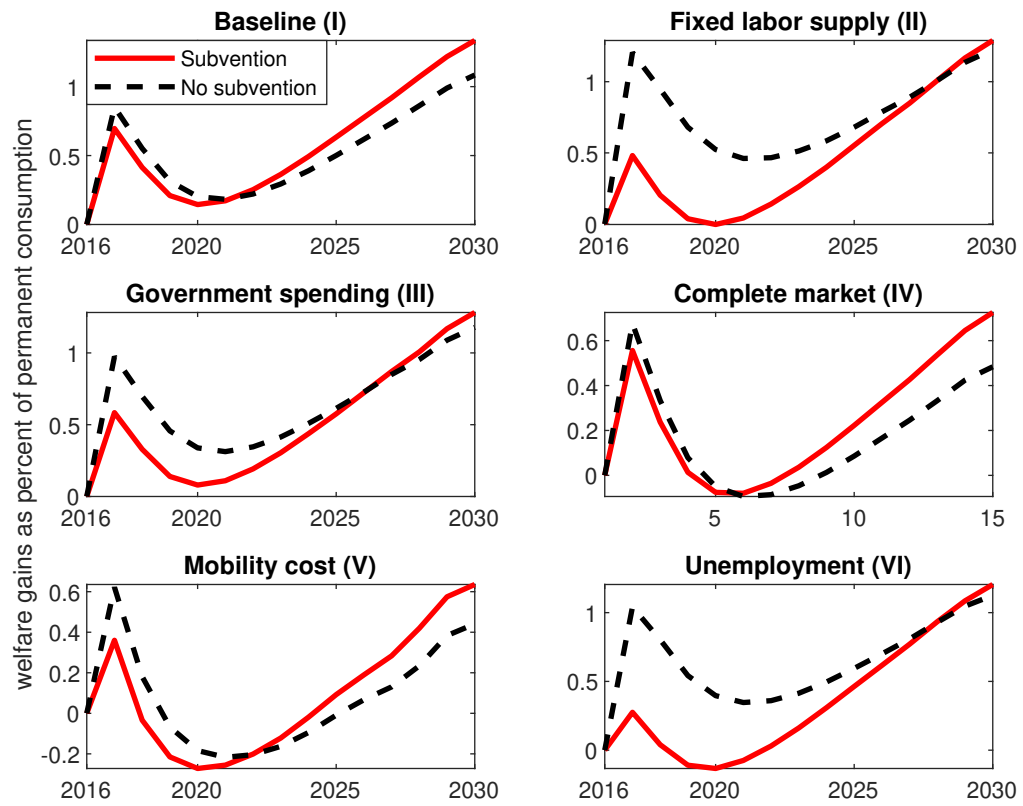 welfare gains as percent of permanent consumption
Baseline (I)
Subvention
No subvention
1
0.5
0
2016 2020 2025 2030
Fixed labor supply (II)
1
0.5
0
2016 2020 2025 2030
Government spending (III)
1
0.5
0
2016 2020 2025 2030
Complete market (IV)
0.6
0.4
0.2
0
5 10 15
Mobility cost (V)
0.6
0.4
0.2
0
-0.2
2016 2020 2025 2030
Unemployment (VI)
1
0.5
0
2016 2020 2025 2030